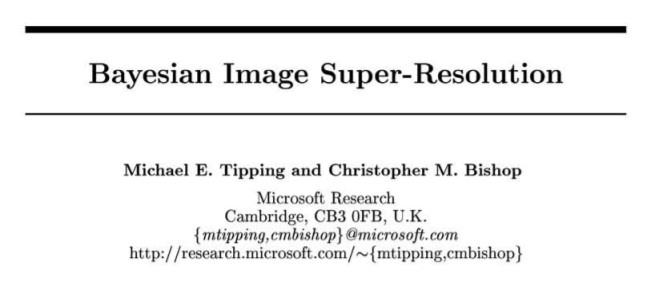 Bayesian Image Super-Resolution
Michael E. Tipping and Christopher M. Bishop
Microsoft Research
Cambridge, CB3 0FB, U.K.
{mtipping,cmbishop}@microsoft.com
http://research.microsoft.com/∼{mtipping,cmbishop}